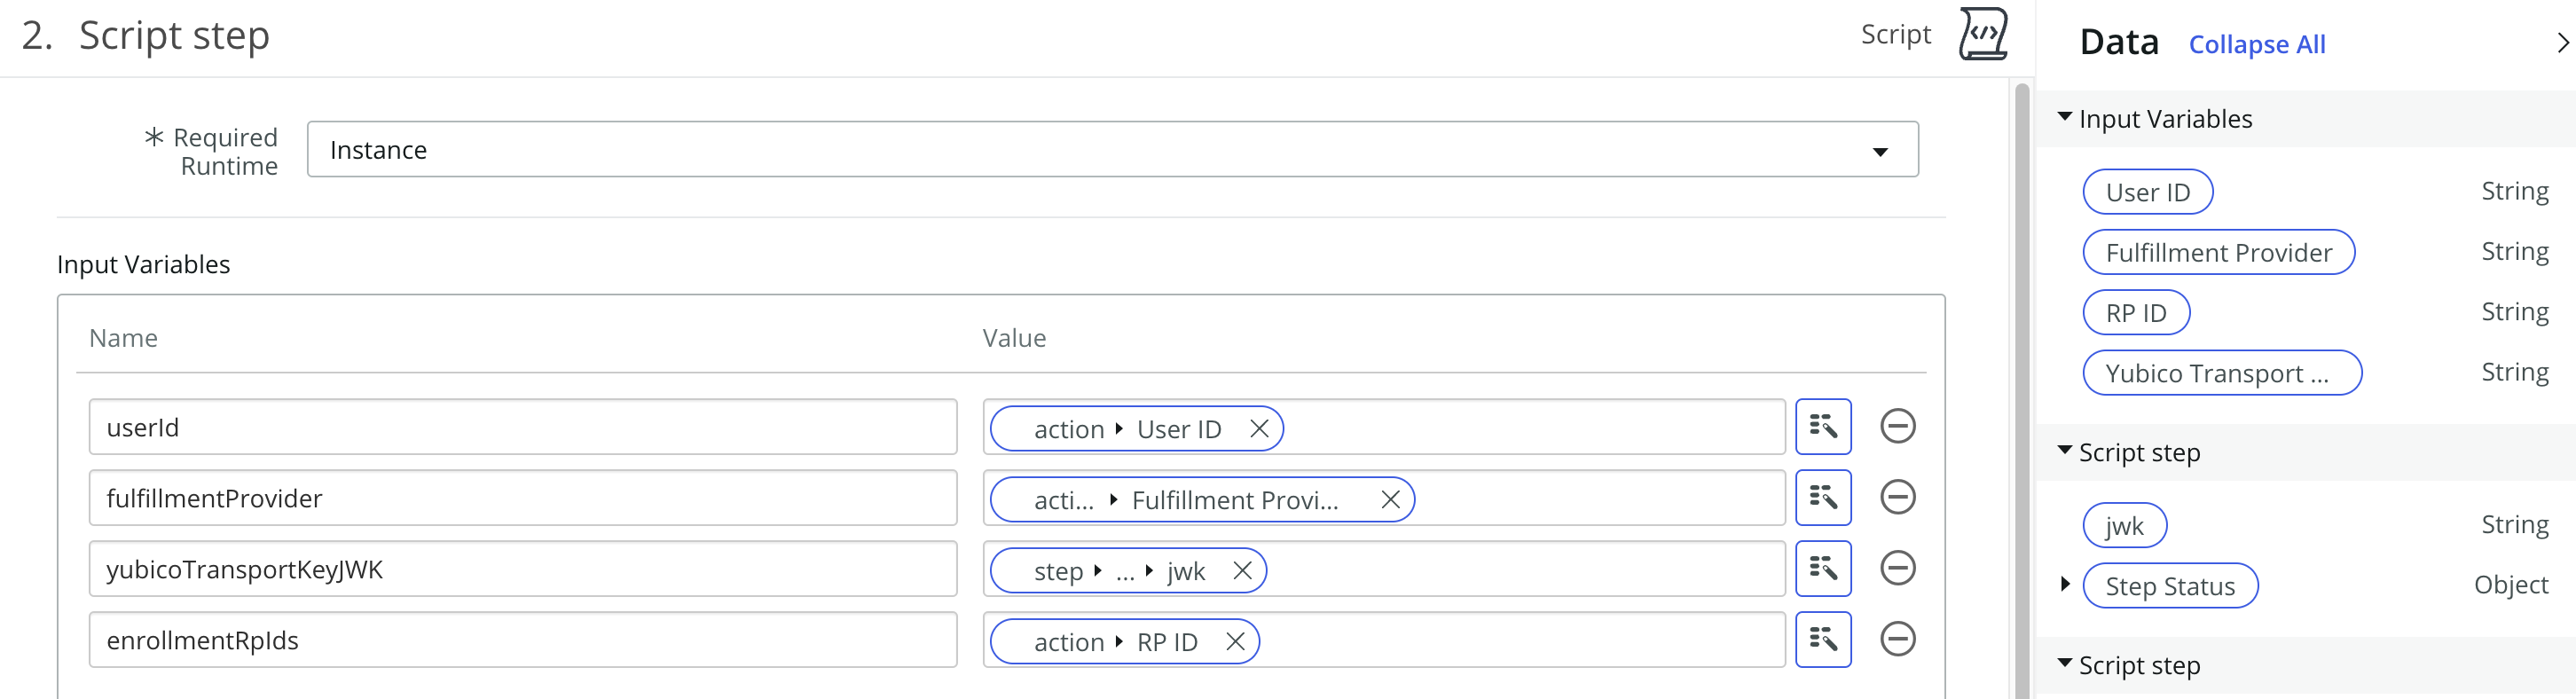 2. Script step
Script
* Required Runtime
Instance
Input Variables
Name Value
userId action ▸ User ID
fulfillmentProvider acti... ▸ Fulfillment Provi...
yubicoTransportKeyJWK step ▸ ... ▸ jwk
enrollmentRpIds action ▸ RP ID
Data Collapse All
Input Variables
User ID String
Fulfillment Provider String
RP ID String
Yubico Transport ... String
Script step
jwk String
Step Status Object
Script step